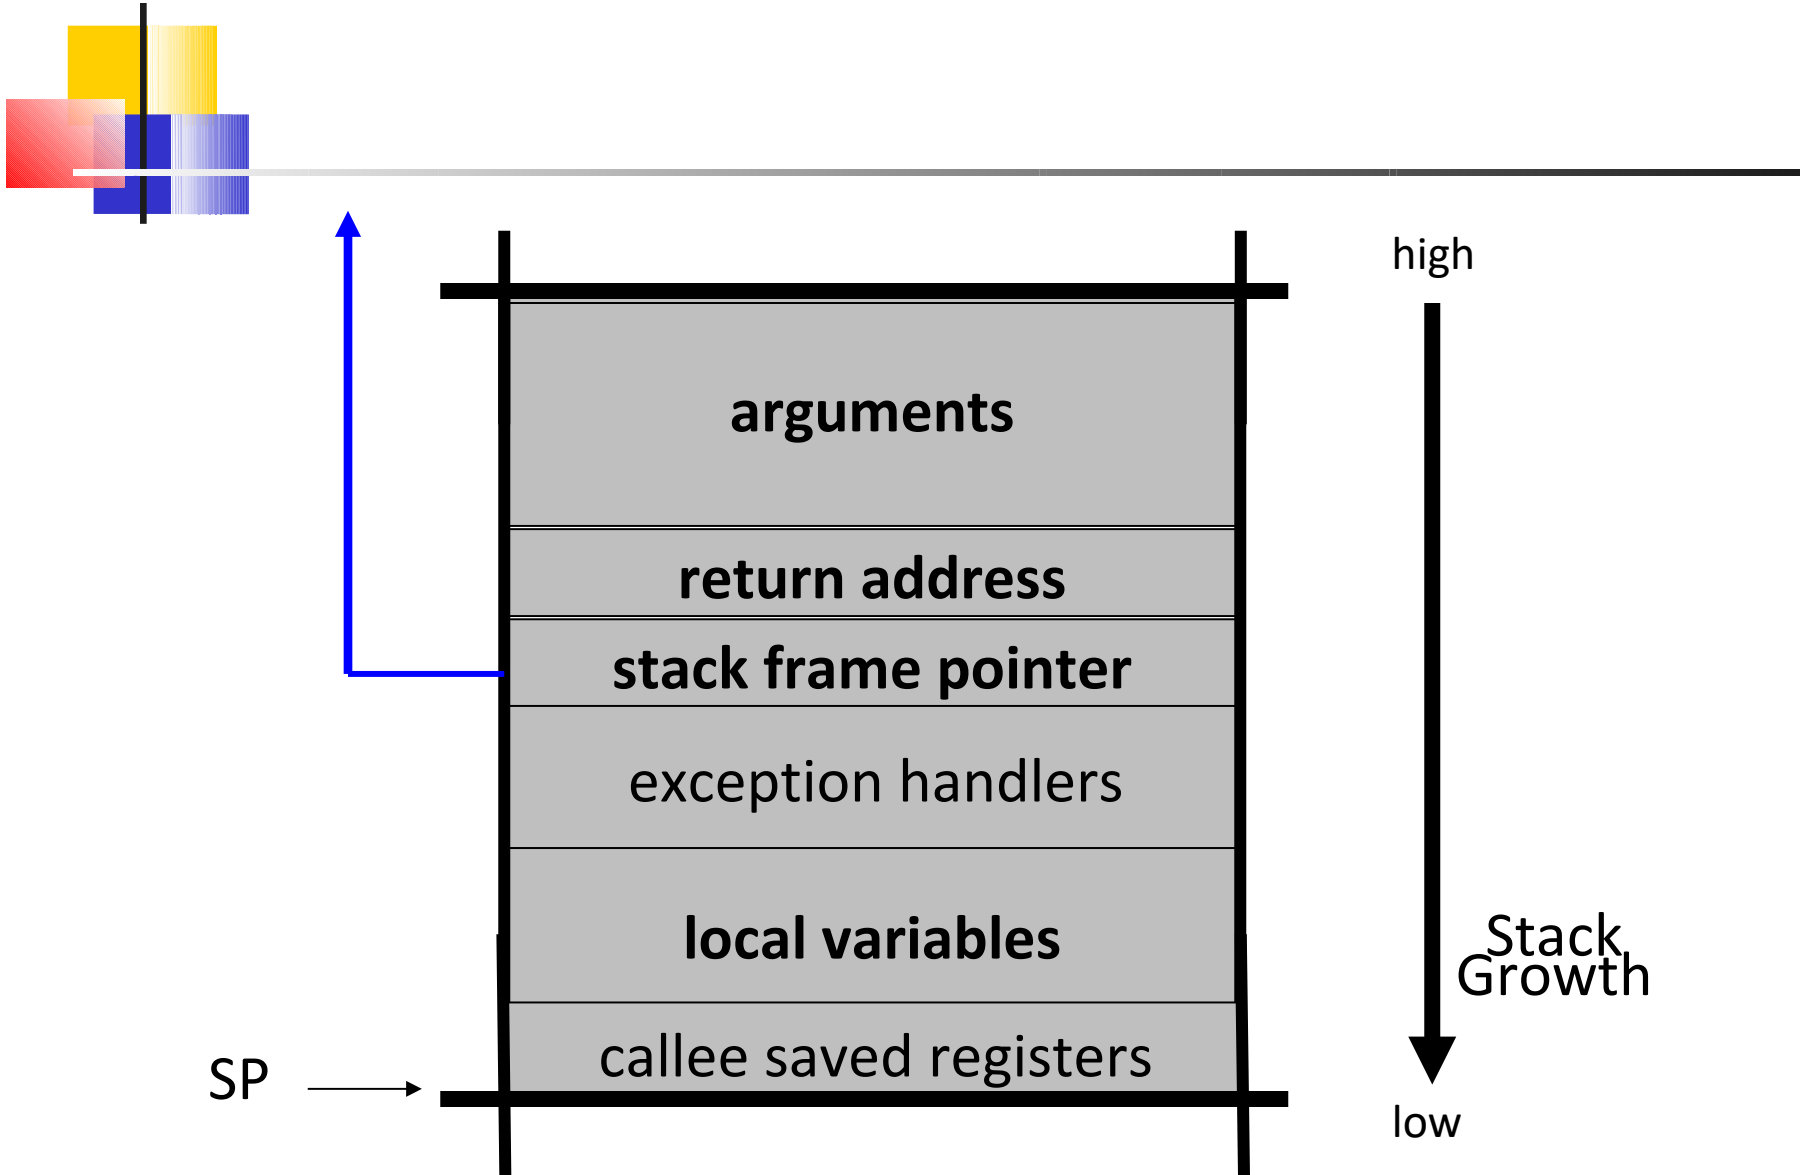 high
arguments
return address
stack frame pointer
exception handlers
local variables
Stack
Growth
callee saved registers
SP
low